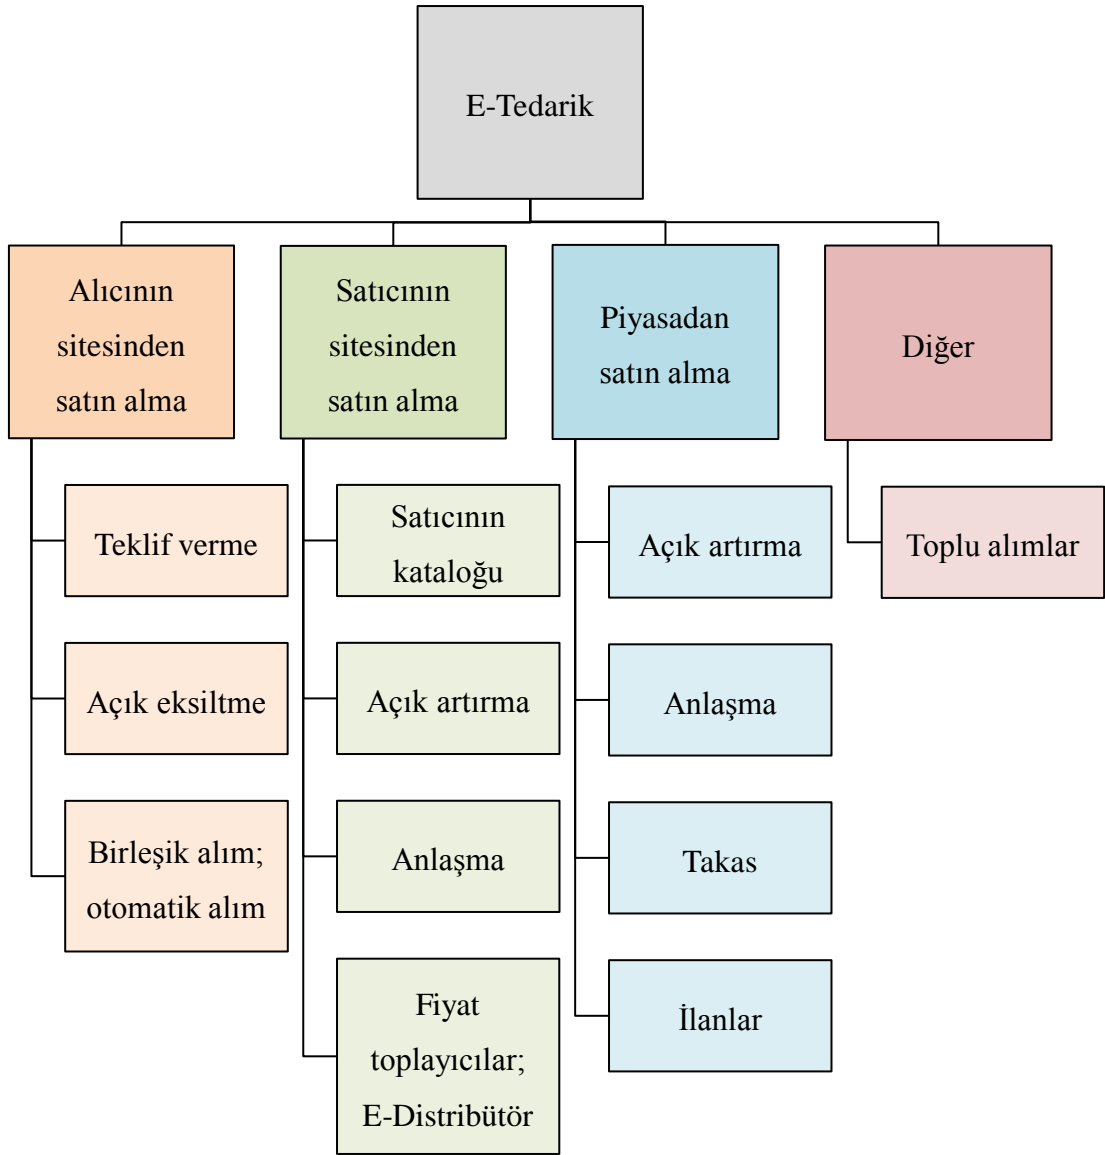 E-Tedarik
Alıcının
sitesinden
satın alma
Teklif verme
Açık eksiltme
Birleşik alım;
otomatik alım
Satıcının
sitesinden
satın alma
Satıcının
kataloğu
Açık artırma
Anlaşma
Fiyat
toplayıcılar;
E-Distribütör
Piyasadan
satın alma
Açık artırma
Anlaşma
Takas
İlanlar
Diğer
Toplu alımlar